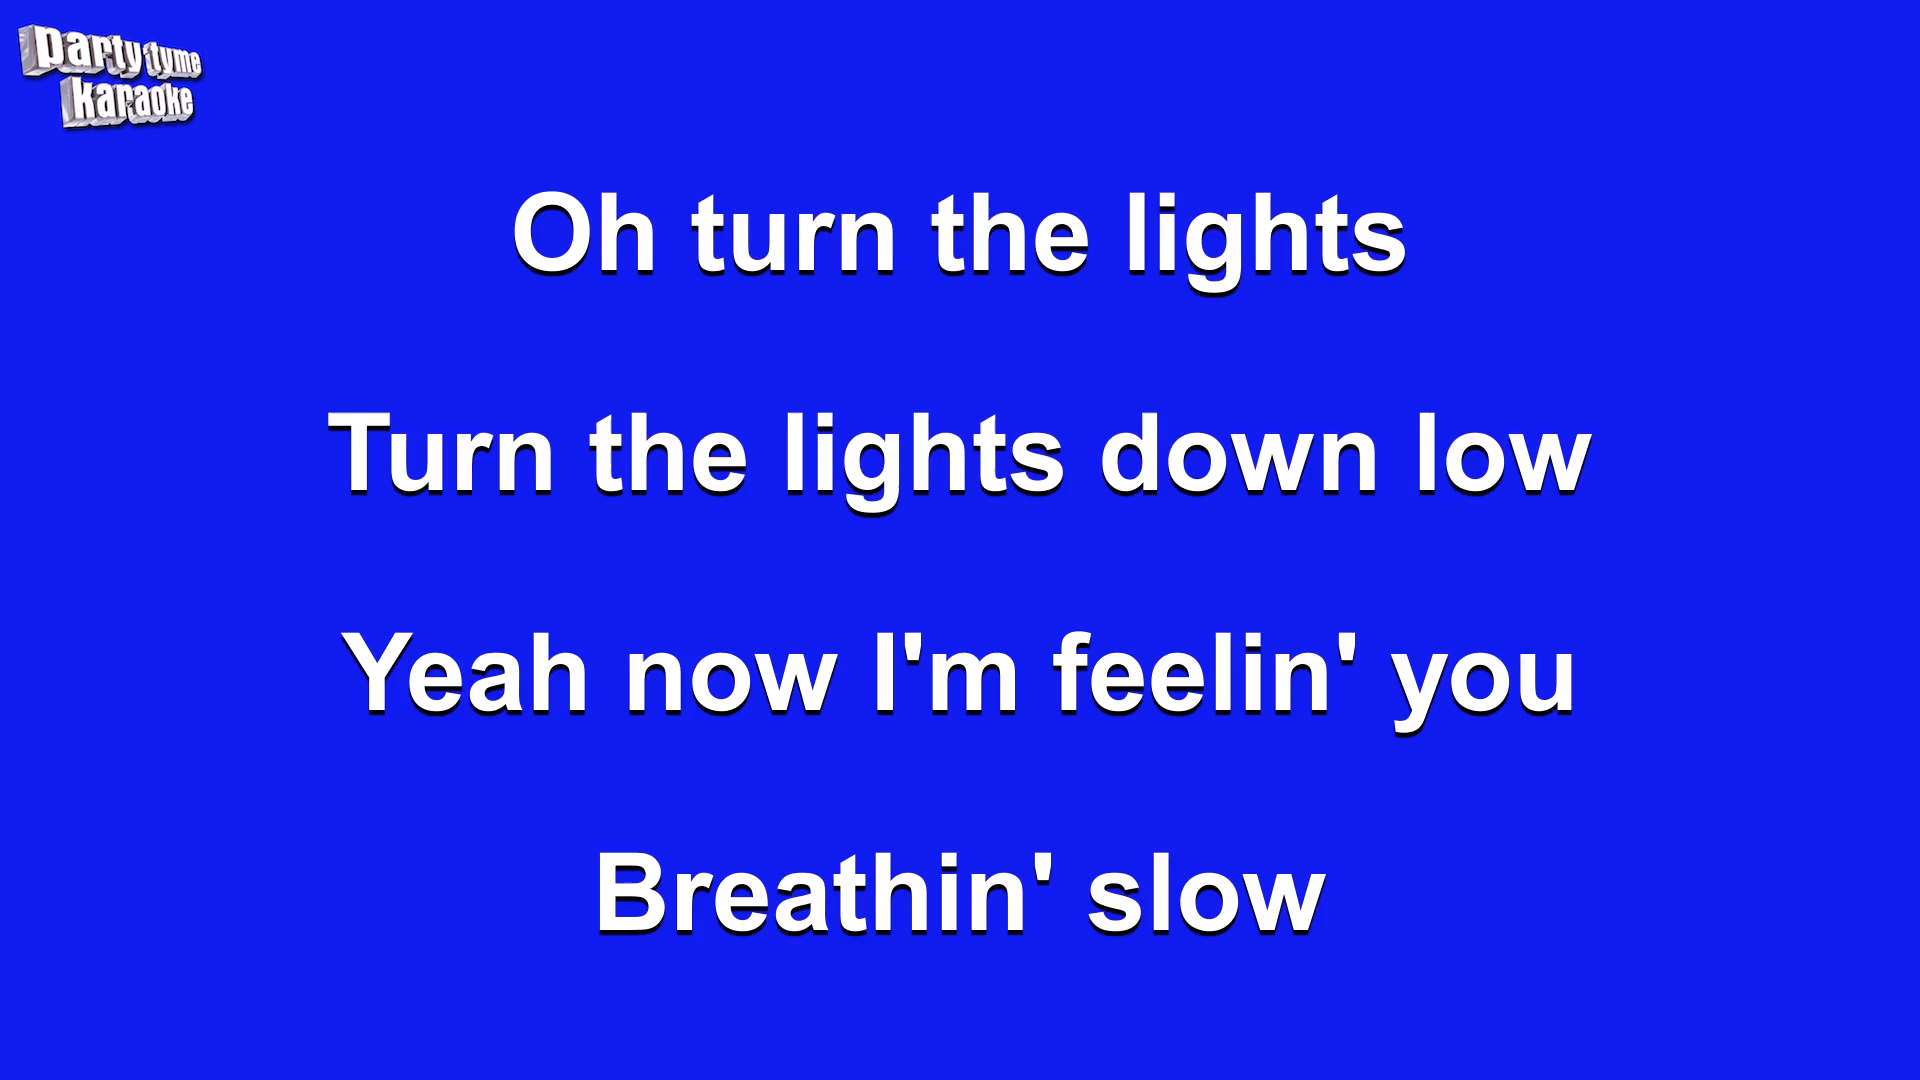 party tyme
karaoke
Oh turn the lights
Turn the lights down low
Yeah now I'm feelin' you
Breathin' slow